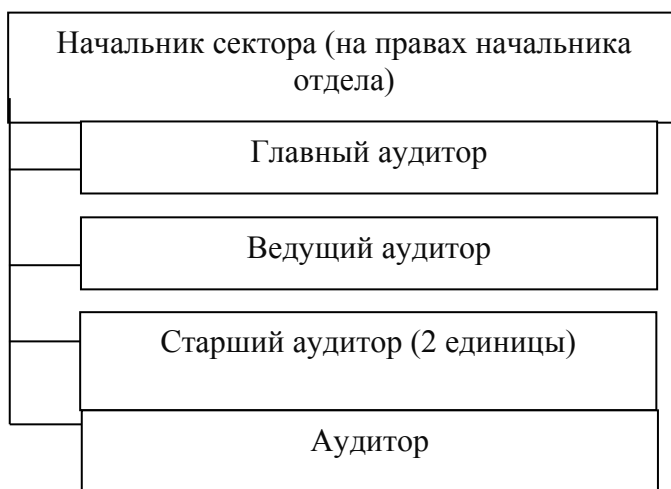 Начальник сектора (на правах начальника
отдела)
Главный аудитор
Ведущий аудитор
Старший аудитор (2 единицы)
Аудитор